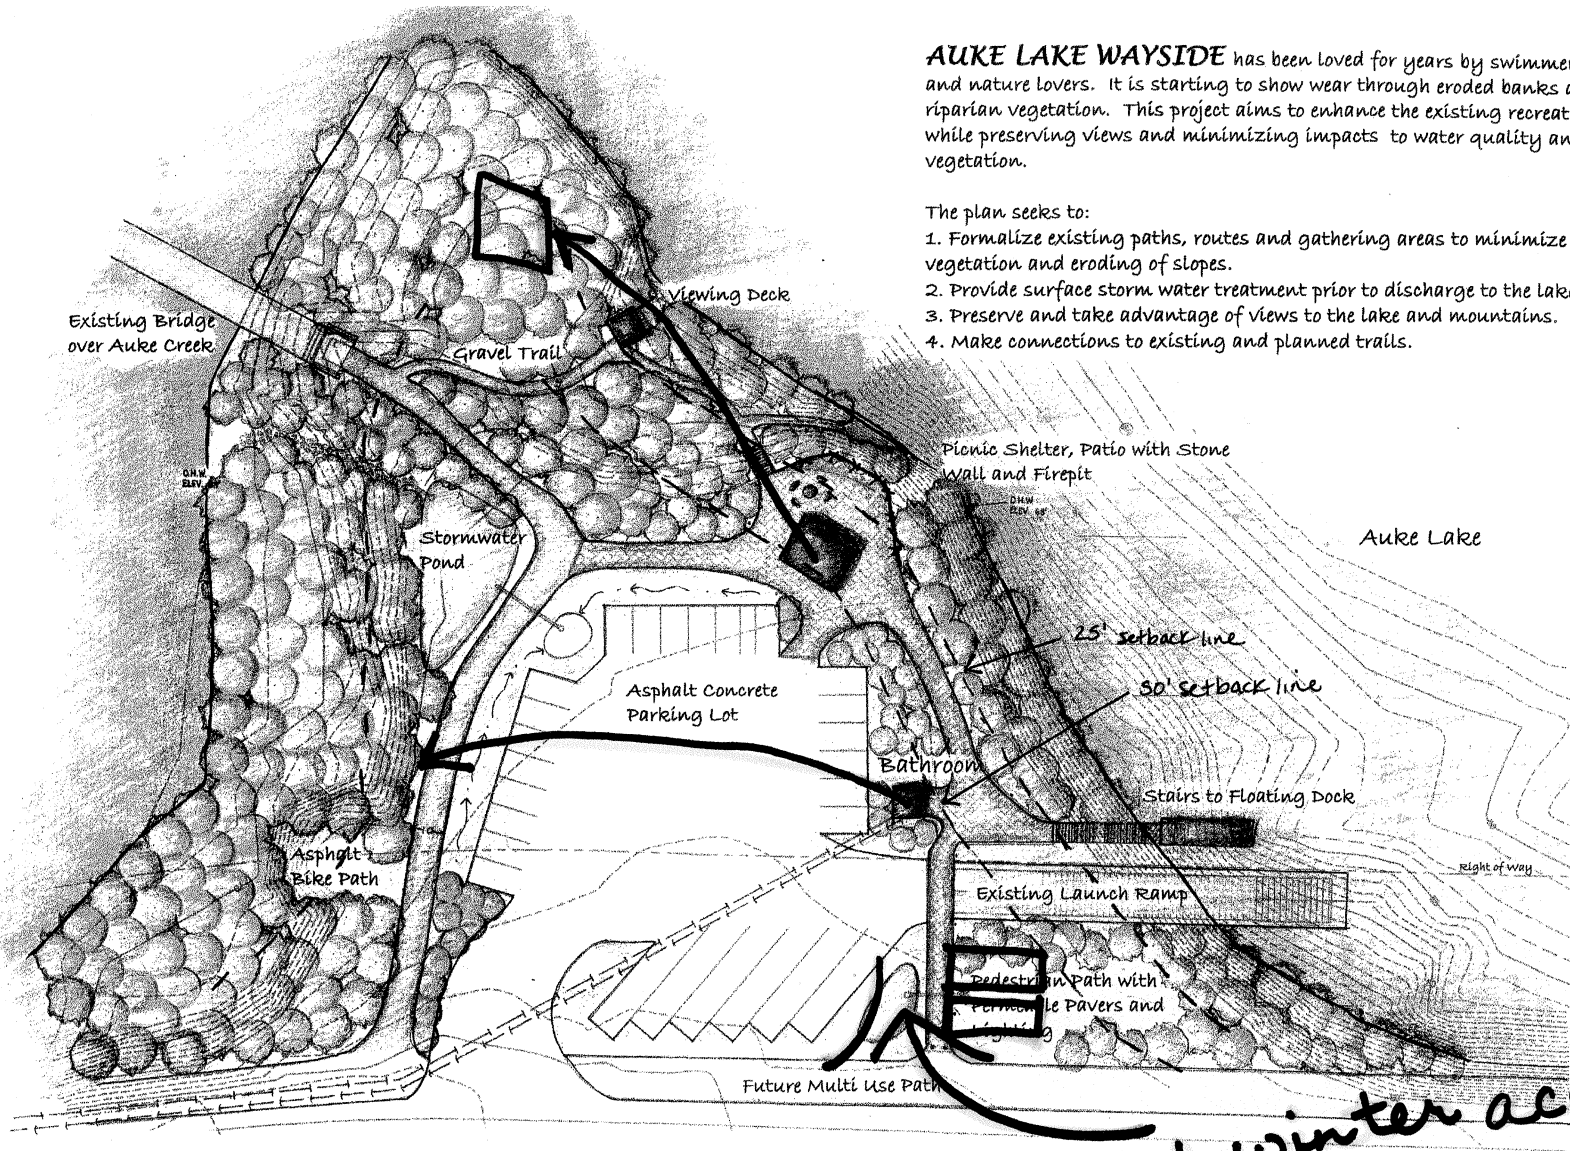 AUKE LAKE WAYSIDE has been loved for years by swimmer
and nature lovers. It is starting to show wear through eroded banks
riparian vegetation. This project aims to enhance the existing recreat
while preserving views and minimizing impacts to water quality an
vegetation.
The plan seeks to:
1. Formalize existing paths, routes and gathering areas to minimize
vegetation and eroding of slopes.
2. Provide surface storm water treatment prior to discharge to the lak
3. Preserve and take advantage of views to the lake and mountains.
4. Make connections to existing and planned trails.
Viewing Deck
Existing Bridge
over Auke Creek
Gravel Trail
Picnic Shelter, Patio with Stone
Wall and Firepit
O.H.W.
ELEV.
O.H.W
ELEV 68'
Stormwater
Pond
Auke Lake
25' setback line
50' setback line
Asphalt Concrete
Parking Lot
Bathroom
Stairs to Floating Dock
Asphalt
Bike Path
Right of Way
Existing Launch Ramp
Pedestrian Path with
Pavers and
Future Multi Use Path
winter ac